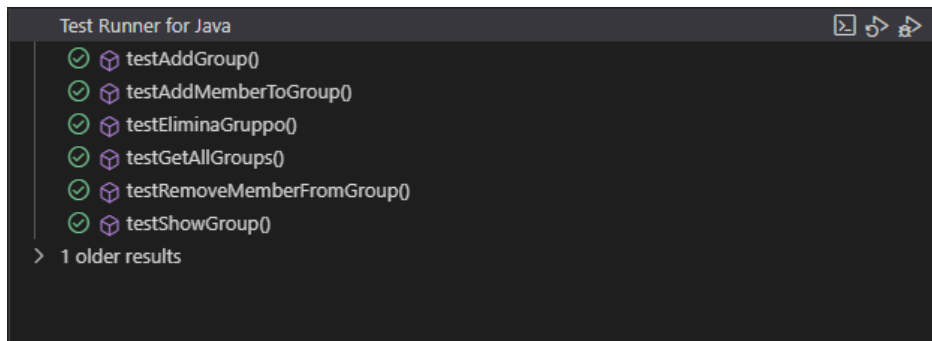 Test Runner for Java
testAddGroup()
testAddMemberToGroup()
testEliminaGruppo()
testGetAllGroups()
testRemoveMemberFromGroup()
testShowGroup()
1 older results